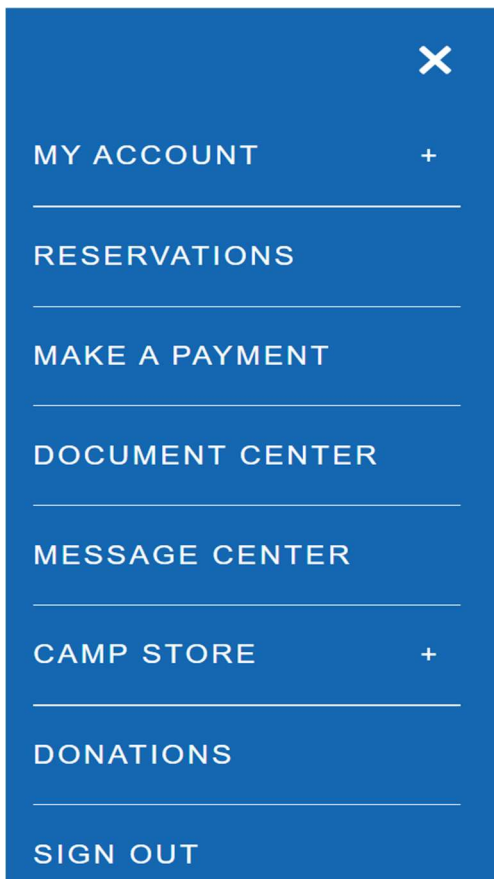 MY ACCOUNT +
RESERVATIONS
MAKE A PAYMENT
DOCUMENT CENTER
MESSAGE CENTER
CAMP STORE +
DONATIONS
SIGN OUT